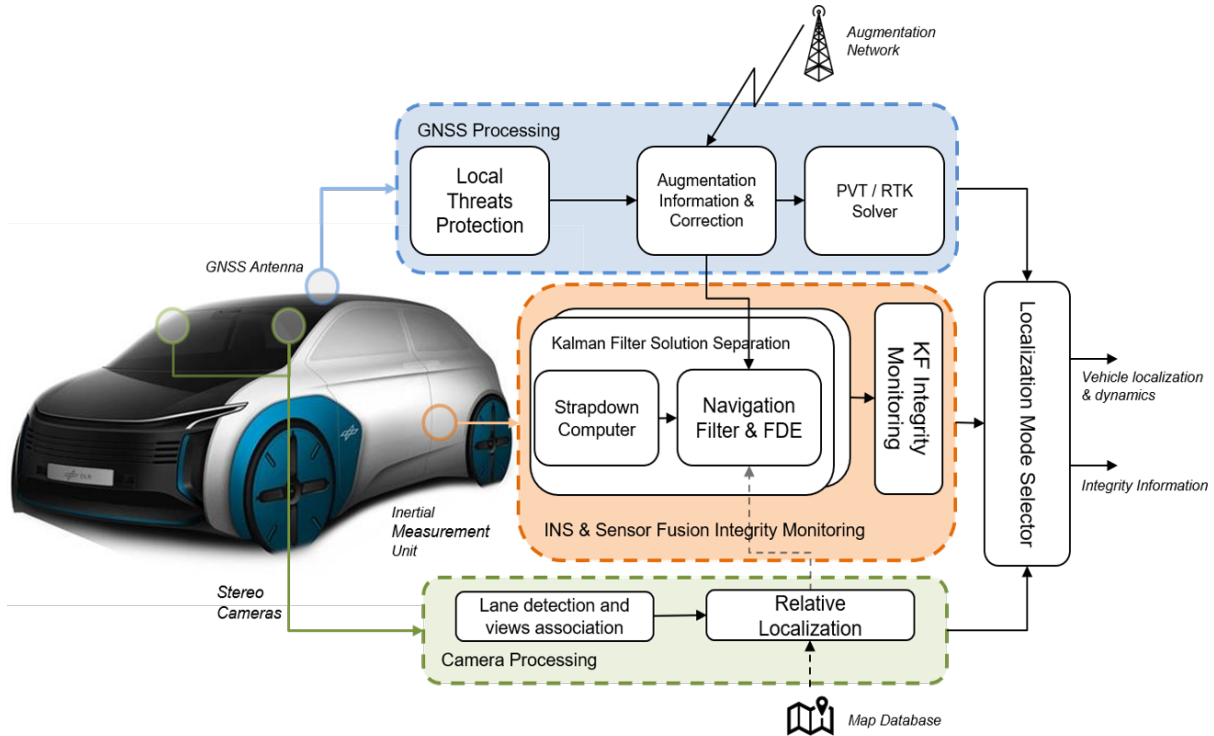 Augmentation
Network
GNSS Processing
Local
Threats
Protection
Augmentation
Information &
Correction
PVT / RTK
Solver
GNSS Antenna
Kalman Filter Solution Separation
Strapdown
Computer
Navigation
Filter & FDE
KF Integrity
Monitoring
INS & Sensor Fusion Integrity Monitoring
Localization Mode Selector
Vehicle localization
& dynamics
Integrity Information
Inertial
Measurement
Unit
Stereo
Cameras
Lane detection and
views association
Relative
Localization
Camera Processing
Map Database